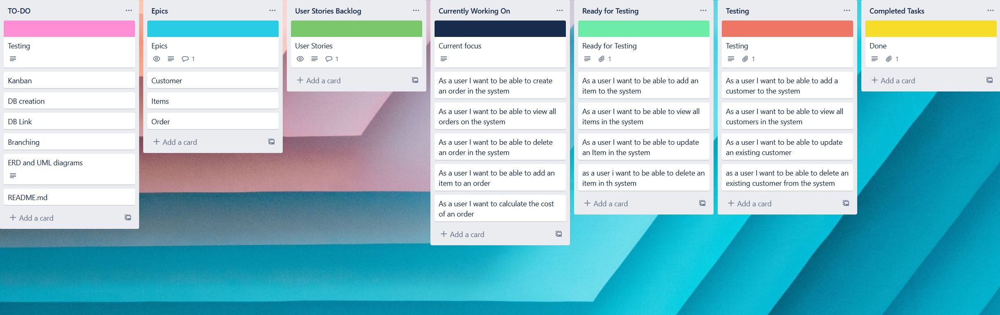 TO-DO
Testing
Kanban
DB creation
DB Link
Branching
ERD and UML diagrams
README.md
Add a card
Epics
Epics
1
Customer
Items
Order
Add a card
User Stories Backlog
User Stories
1
Add a card
Currently Working On
Current focus
As a user I want to be able to create
an order in the system
As a user I want to be able to view all
orders on the system
As a user I want to be able to delete
an order in the system
As a user I want to be able to add an
item to an order
As a user I want to calculate the cost
of an order
Add a card
Ready for Testing
Ready for Testing
1
As a user I want to be able to add an
item to the system
As a user I want to be able to view all
items in the system
As a user I want to be able to update
an Item in the system
as a user i want to be able to delete an
item in th system
Add a card
Testing
Testing
1
As a user I want to be able to add a
customer to the system
As a user I want to be able to view all
customers in the system
As a user I want to be able to update
an existing customer
as a user I want to be able to delete an
existing customer from the system
Add a card
Completed Tasks
Done
1
Add a card